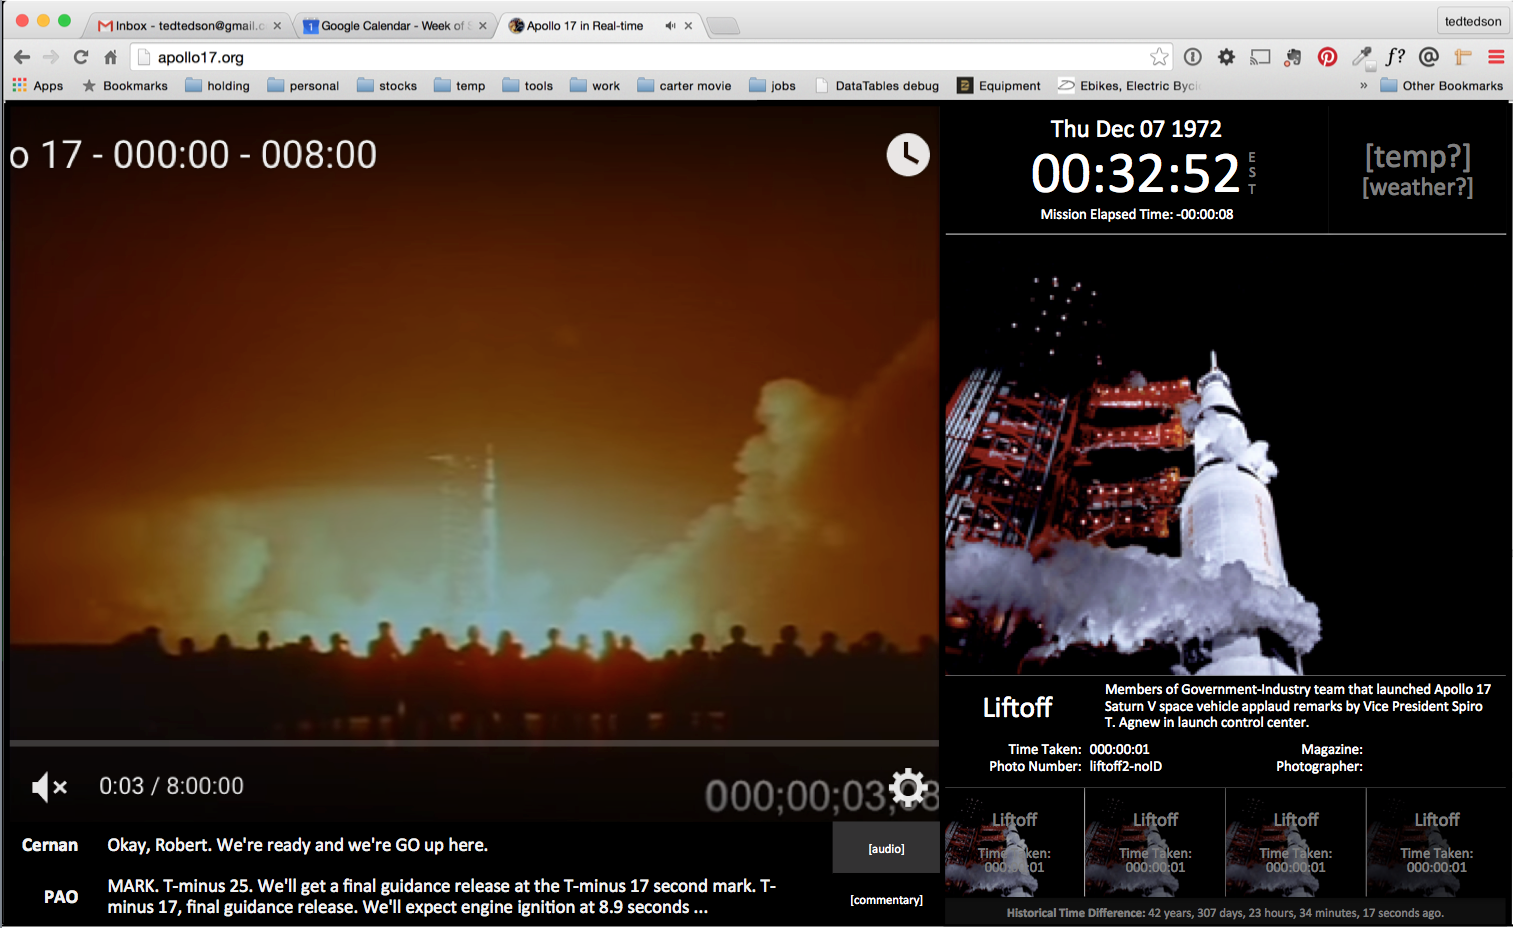 Inbox - tedtedson@gmail.c
Google Calendar - Week of
Apollo 17 in Real-time
tedtedson
apollo17.org
f?
Apps
Bookmarks
holding
personal
stocks
temp
tools
work
carter movie
jobs
DataTables debug
Equipment
Ebikes, Electric Byci
»
Other Bookmarks
o 17 - 000:00 - 008:00
Thu Dec 07 1972
00:32:52 EST
Mission Elapsed Time: -00:00:08
[temp?]
[weather?]
Liftoff
Members of Government-Industry team that launched Apollo 17
Saturn V space vehicle applaud remarks by Vice President Spiro
T. Agnew in launch control center.
Time Taken: 000:00:01
Magazine:
Photo Number: liftoff2-noID
Photographer:
0:03 / 8:00:00
000;00;03;08
Cernan
Okay, Robert. We're ready and we're GO up here.
[audio]
PAO
MARK. T-minus 25. We'll get a final guidance release at the T-minus 17 second mark. T-
minus 17, final guidance release. We'll expect engine ignition at 8.9 seconds ...
[commentary]
Liftoff
Time Taken:
000:00:01
Liftoff
Time Taken:
000:00:01
Liftoff
Time Taken:
000:00:01
Liftoff
Time Taken:
000:00:01
Historical Time Difference: 42 years, 307 days, 23 hours, 34 minutes, 17 seconds ago.